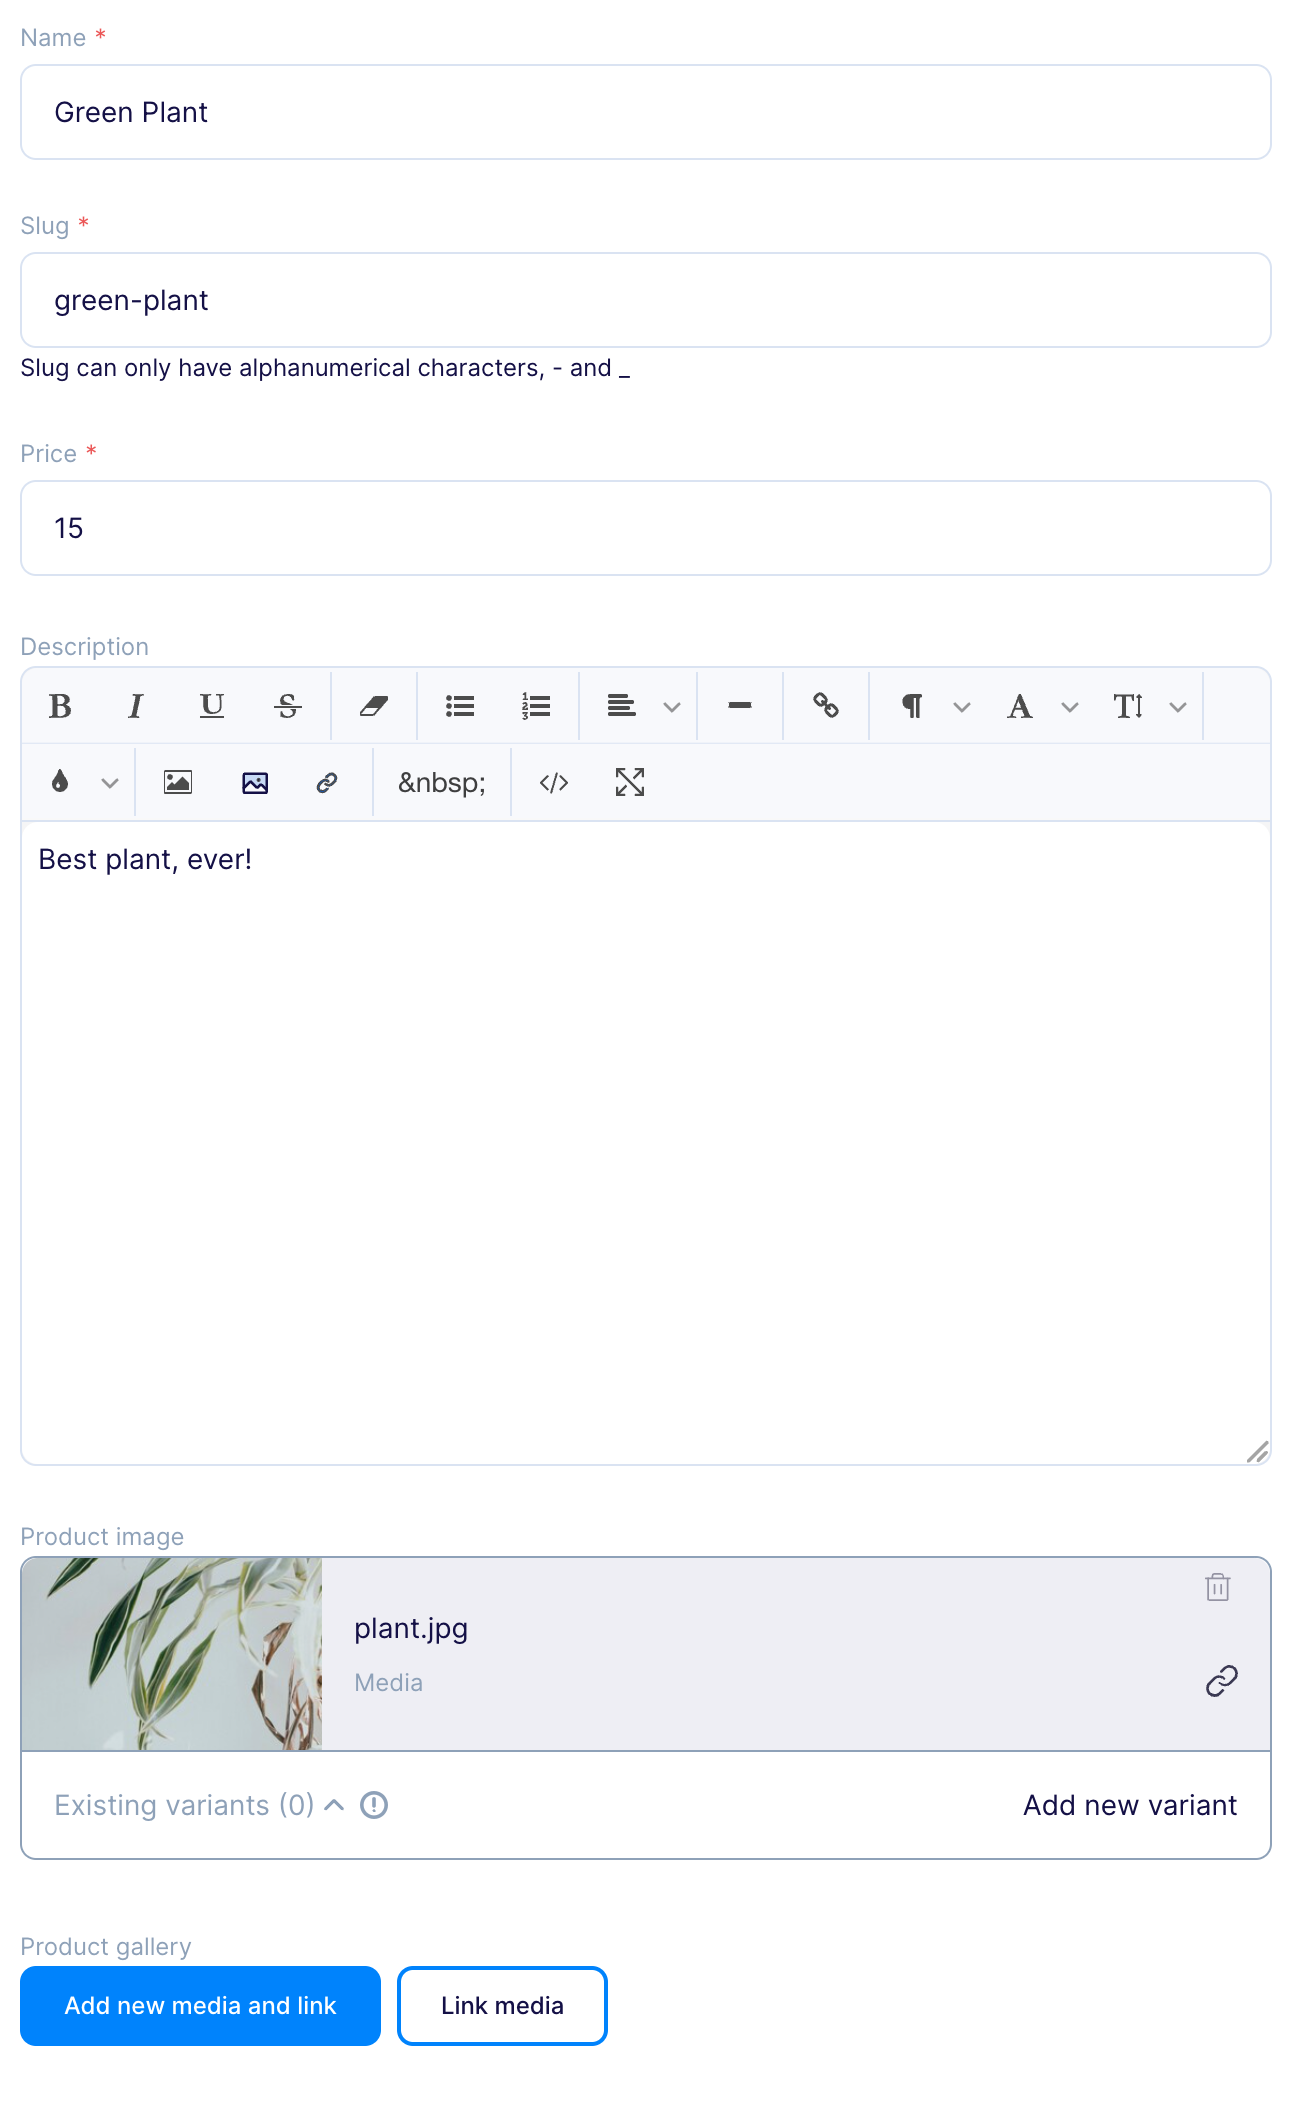 Name *
Green Plant
Slug *
green-plant
Slug can only have alphanumerical characters, - and _
Price *
15
Description
&nbsp;
Best plant, ever!
Product image
plant.jpg
Media
Existing variants (0)
Add new variant
Product gallery
Add new media and link
Link media